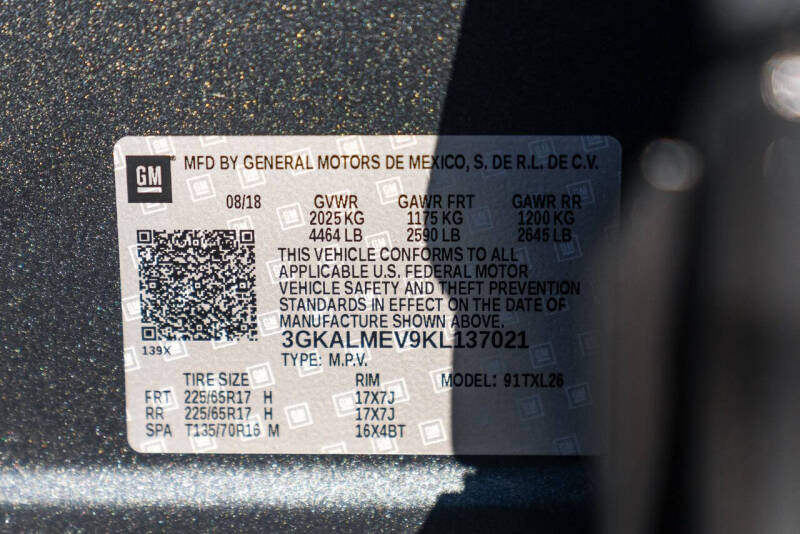 GM MFD BY GENERAL MOTORS DE MEXICO, S. DE R.L. DE C.V.
08/18 GVWR GAWR FRT GAWR RR
2025 KG 1175 KG 1200 KG
4464 LB 2590 LB 2645 LB
THIS VEHICLE CONFORMS TO ALL
APPLICABLE U.S. FEDERAL MOTOR
VEHICLE SAFETY AND THEFT PREVENTION
STANDARDS IN EFFECT ON THE DATE OF
MANUFACTURE SHOWN ABOVE.
3GKALMEV9KL137021
139X
TYPE: M.P.V.
TIRE SIZE RIM MODEL: 91TXL26
FRT 225/65R17 H 17X7J
RR 225/65R17 H 17X7J
SPA T135/70R16 M 16X4BT